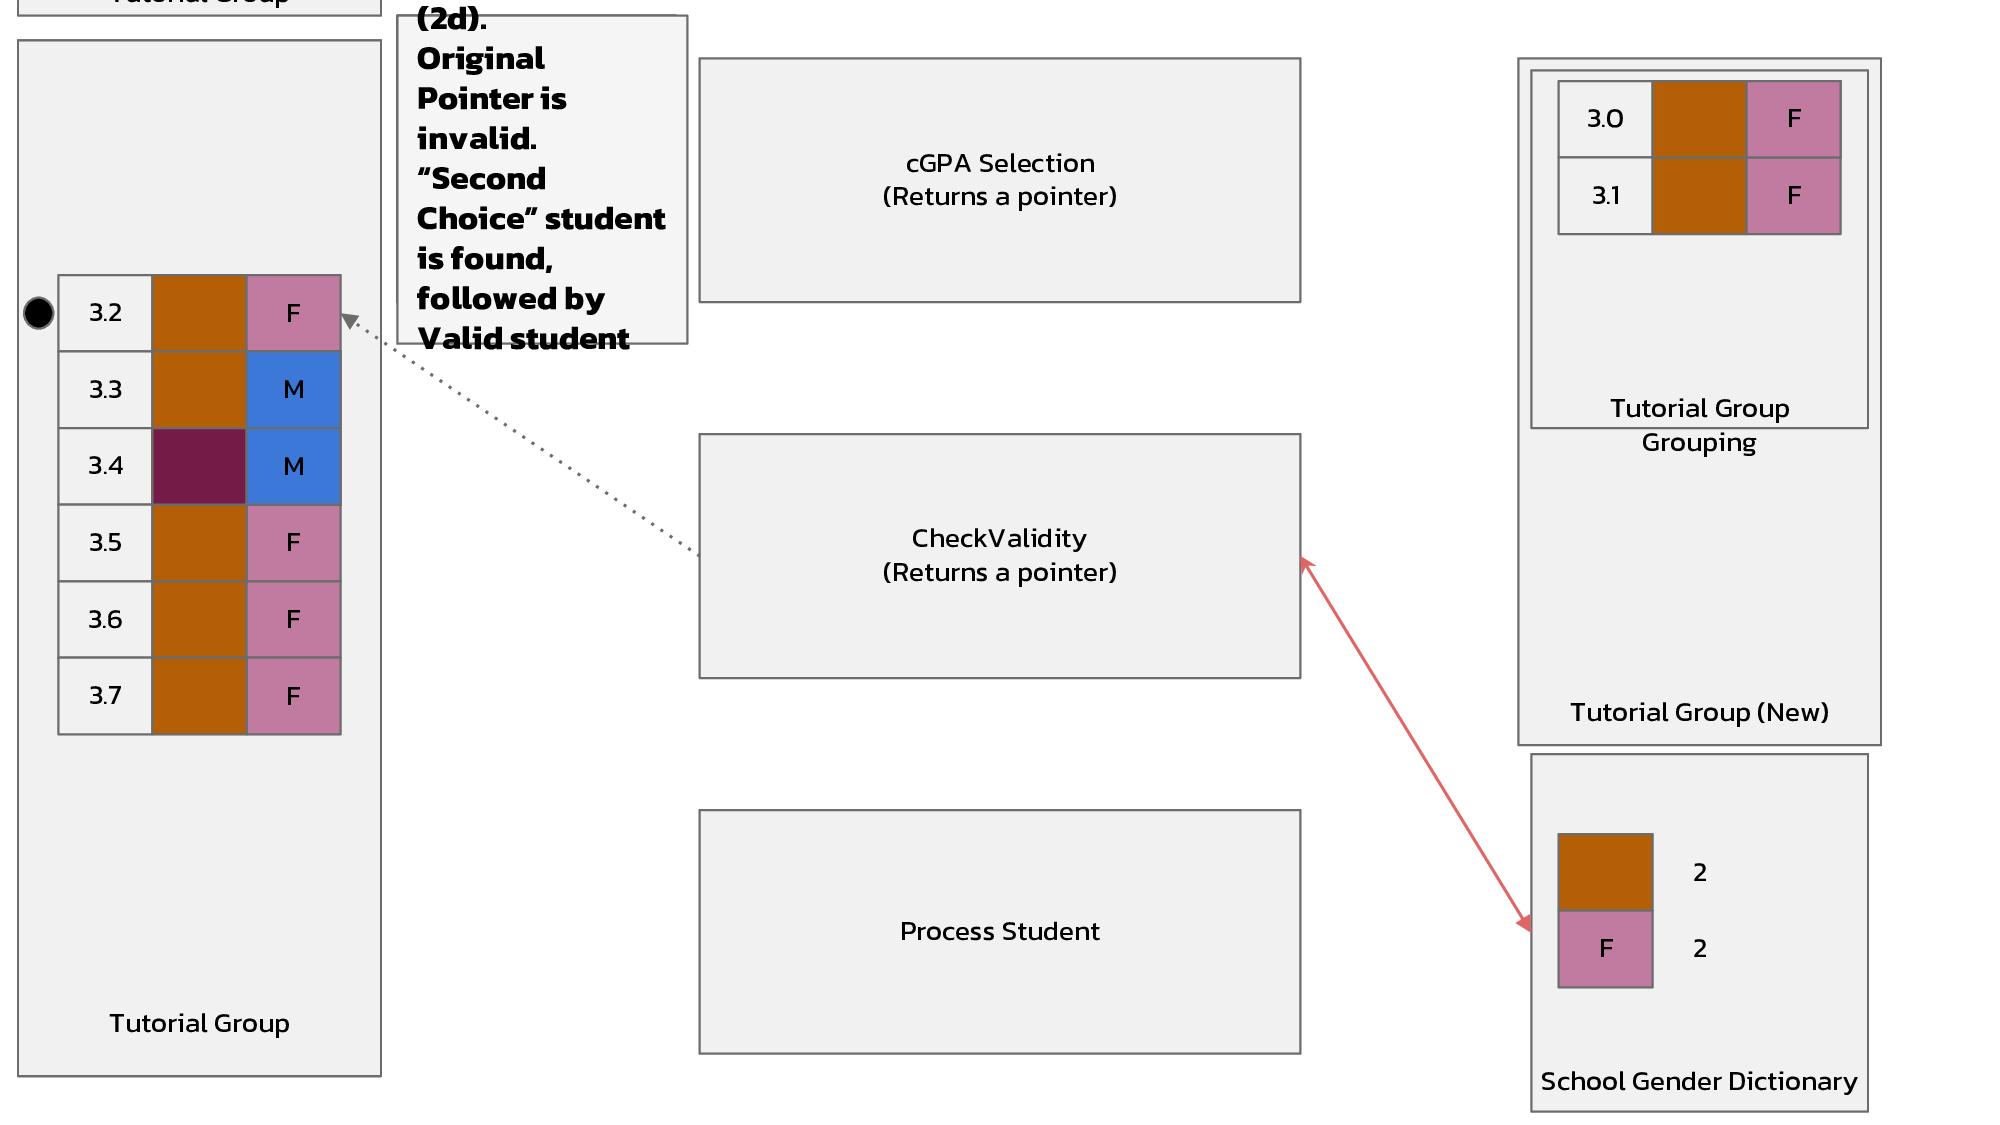 Tutorial Group
(2d).
Original
Pointer is
invalid.
“Second
Choice” student
is found,
followed by
Valid student
3.2 F
3.3 M
3.4 M
3.5 F
3.6 F
3.7 F
Tutorial Group
cGPA Selection
(Returns a pointer)
CheckValidity
(Returns a pointer)
Process Student
3.0 F
3.1 F
Tutorial Group
Grouping
Tutorial Group (New)
2
F 2
School Gender Dictionary